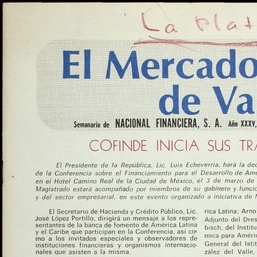 La Plat
El Mercado
de Va
Semanario de NACIONAL FINANCIERA, S. A. Año XXXV,
COFINDE INICIA SUS TRA
El Presidente de la República, Lic. Luis Echeverría, hará la decl
de la Conferencia sobre el Financiamiento para el Desarrollo de Amé
en el Hotel Camino Real de la Ciudad de México, el 3 de marzo de
Magistrado estará acompañado por miembros de su gabinete y funcio
y del sector empresarial, en este evento organizado a iniciativa de N
El Secretario de Hacienda y Crédito Público, Lic.
José López Portillo, dirigirá un mensaje a los repre-
sentantes de la banca de fomento de América Latina
y el Caribe que participan en la Conferencia, así co-
mo a los invitados especiales y observadores de
instituciones financieras y organismos internacio-
nales que asisten a la misma.
rica Latina; Arno
Adjunto del Dres
bisch, del Institu
mica para Améric
General del Istit
zález del Valle,